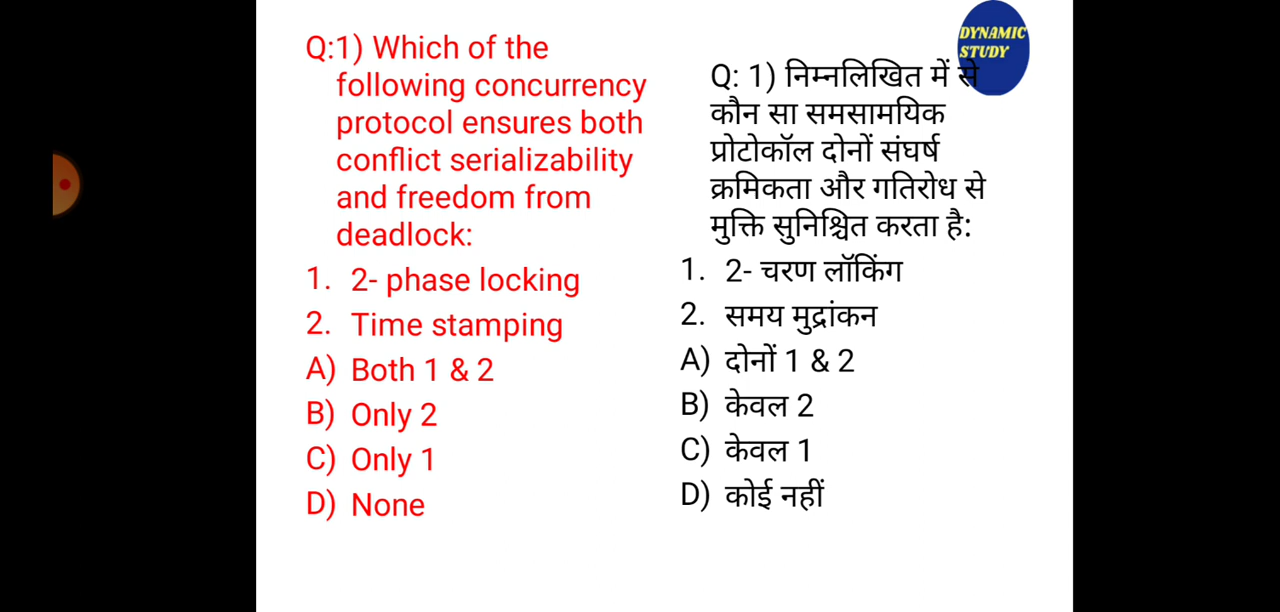 Q:1) Which of the
following concurrency
protocol ensures both
conflict serializability
and freedom from
deadlock:
1. 2- phase locking
2. Time stamping
A) Both 1 & 2
B) Only 2
C) Only 1
D) None
DYNAMIC
STUDY
Q: 1) निम्नलिखित में से
कौन सा समसामयिक
प्रोटोकॉल दोनों संघर्ष
क्रमिकता और गतिरोध से
मुक्ति सुनिश्चित करता है:
1. 2- चरण लॉकिंग
2. समय मुद्रांकन
A) दोनों 1 & 2
B) केवल 2
C) केवल 1
D) कोई नहीं